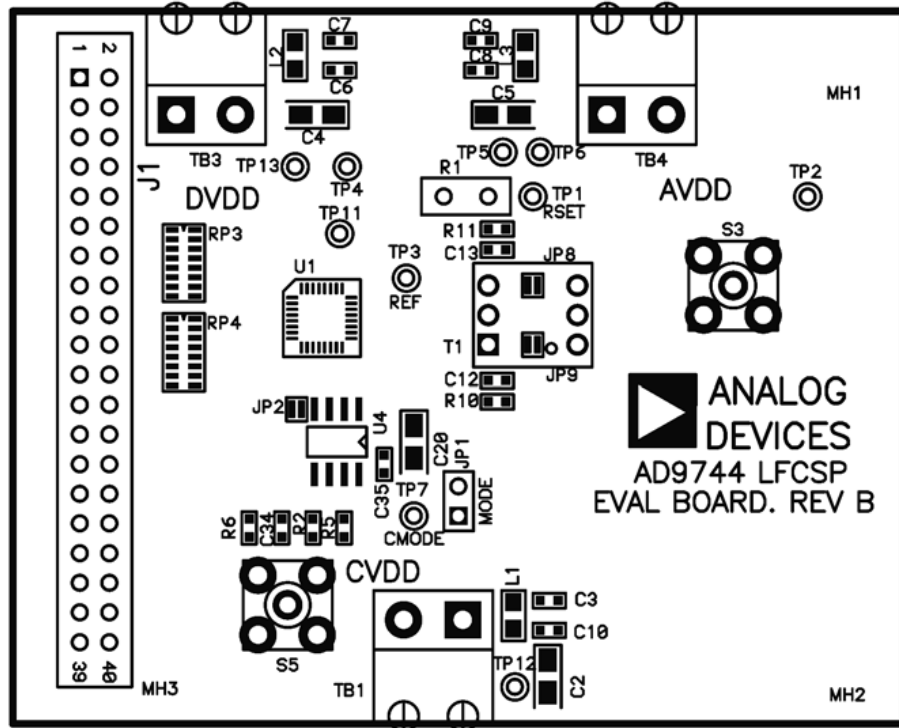 1 2
C7
C9
L2
L3
C6
C8
C4
C5
MH1
TB3
TB4
J1
TP13
TP4
TP5
TP6
R1
TP1
RSET
TP2
DVDD
AVDD
TP11
RP3
R11
C13
S3
U1
TP3
REF
JP8
RP4
T1
JP9
C12
R10
JP2
U4
C20
JP1
MODE
C35
TP7
CMODE
ANALOG
DEVICES
AD9744 LFCSP
EVAL BOARD. REV B
R6
C34
R2
R5
CVDD
L1
C3
C10
S5
TP12
C2
TB1
39 40
MH3
MH2